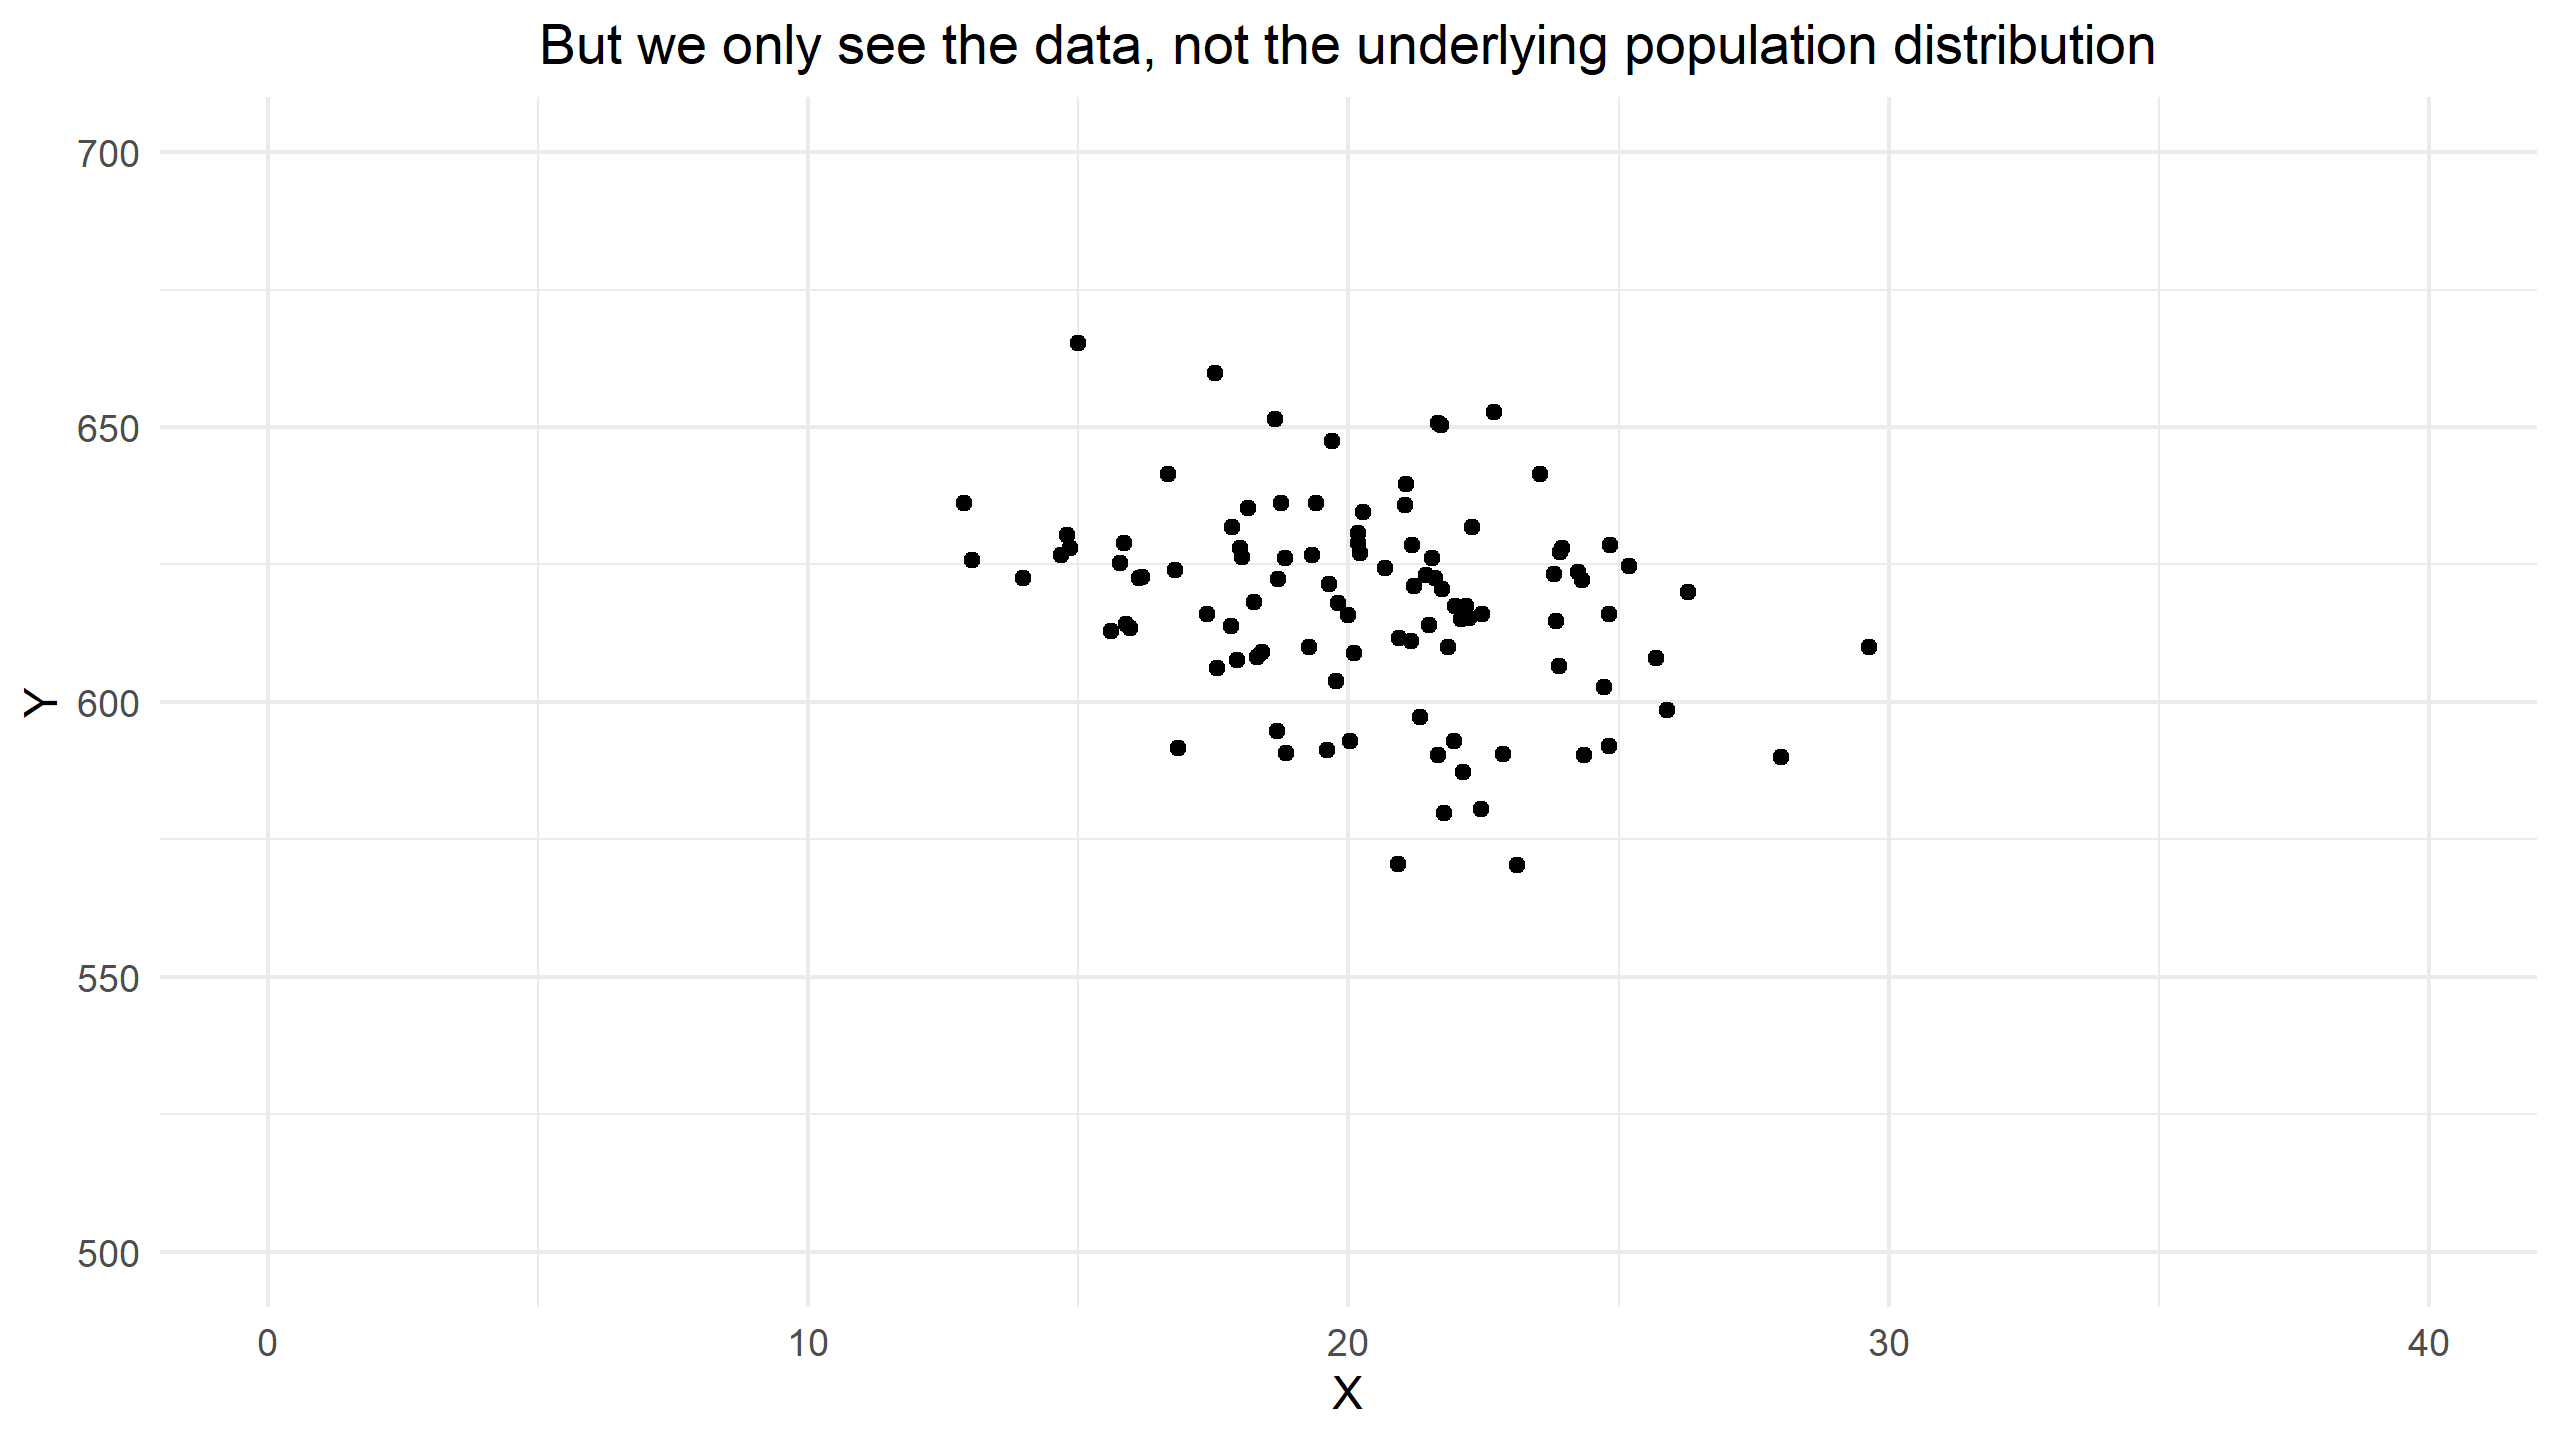 But we only see the data, not the underlying population distribution
700
650
600
550
500
Y
0 10 20 30 40
X